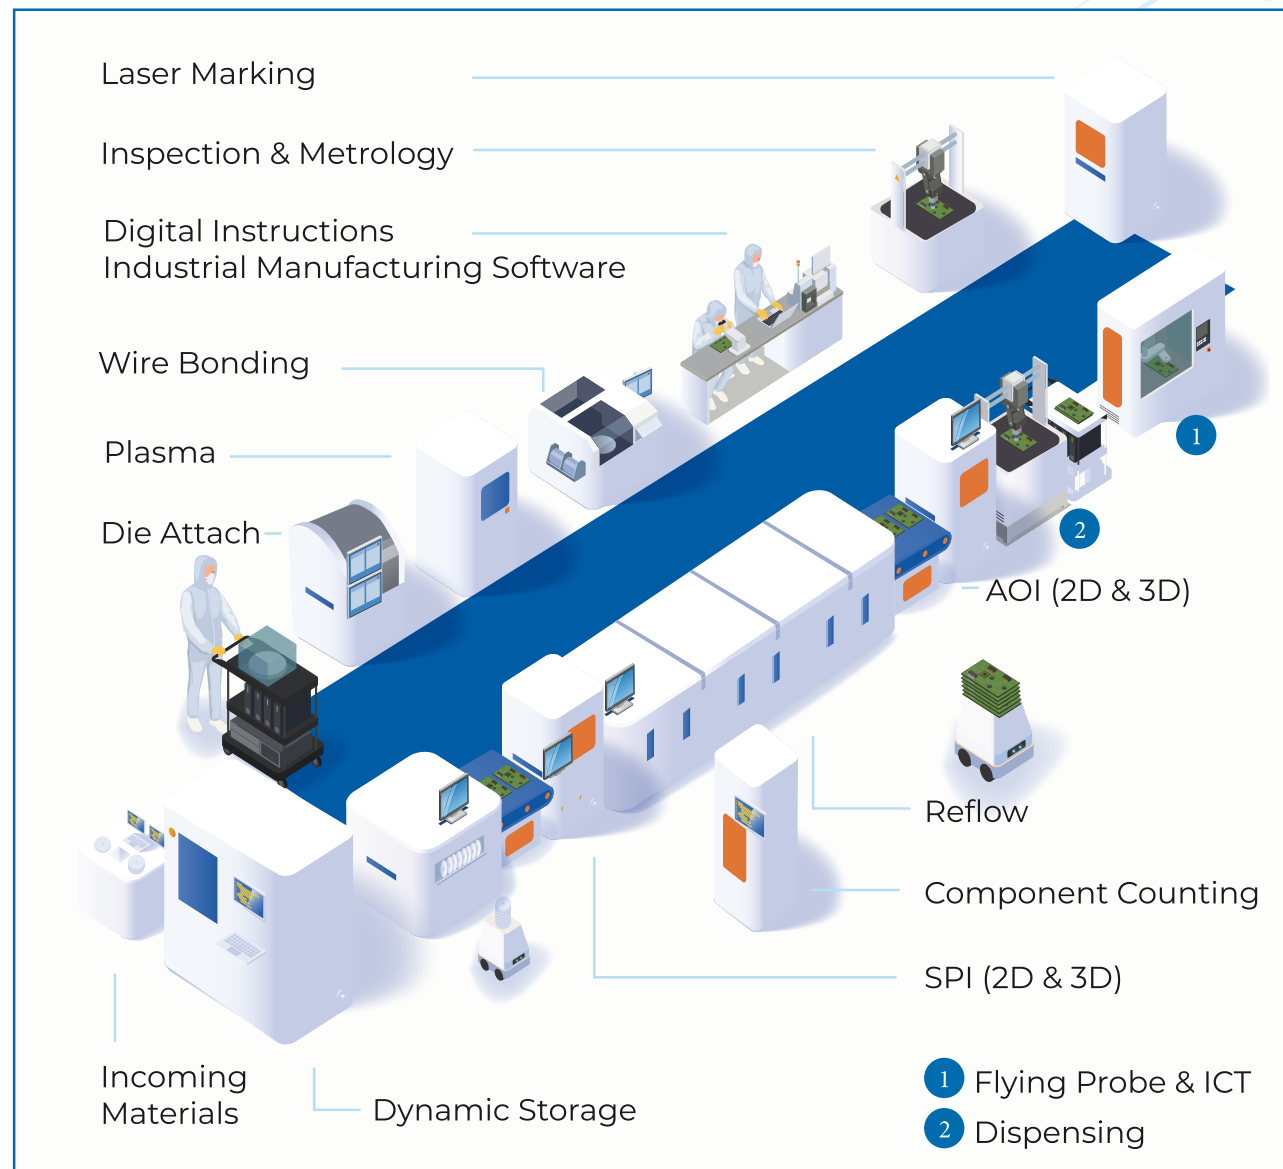 Laser Marking
Inspection & Metrology
Digital Instructions
Industrial Manufacturing Software
Wire Bonding
Plasma
Die Attach
1
2
AOI (2D & 3D)
Reflow
Component Counting
SPI (2D & 3D)
Incoming
Materials
Dynamic Storage
1 Flying Probe & ICT
2 Dispensing